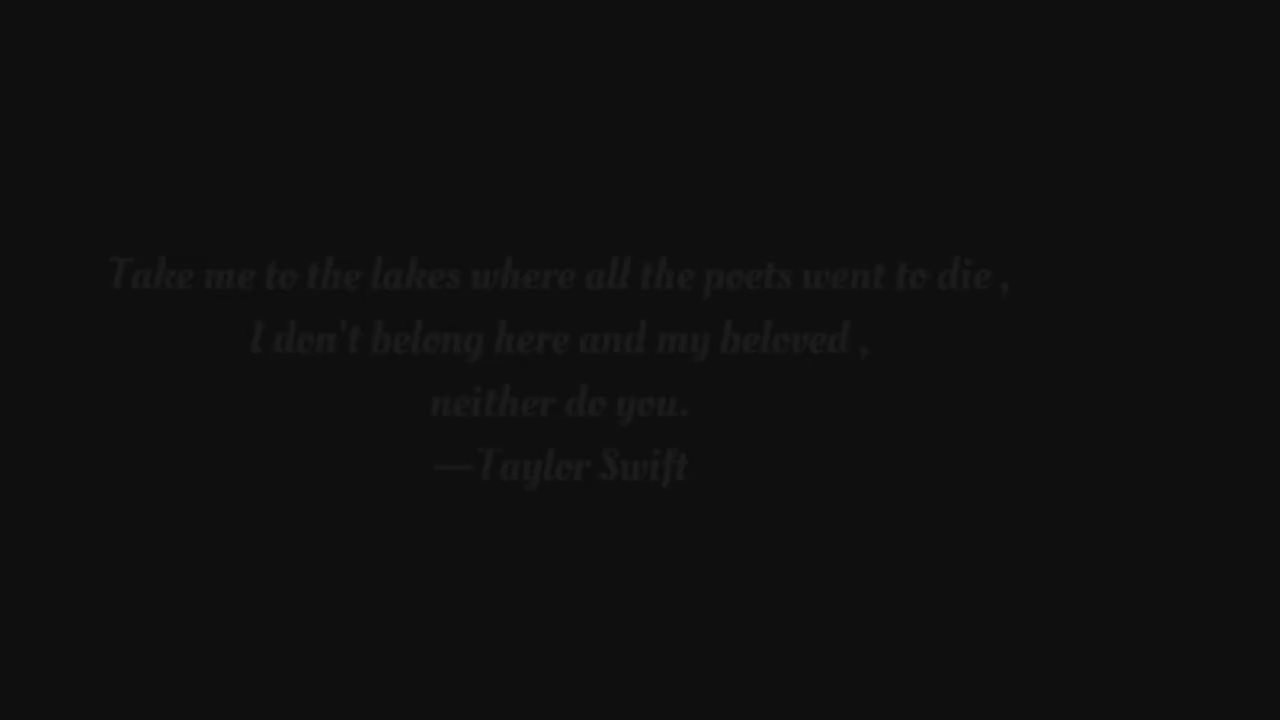 Take me to the lakes where all the poets went to die ,
I don't belong here and my beloved ,
neither do you.
—Taylor Swift